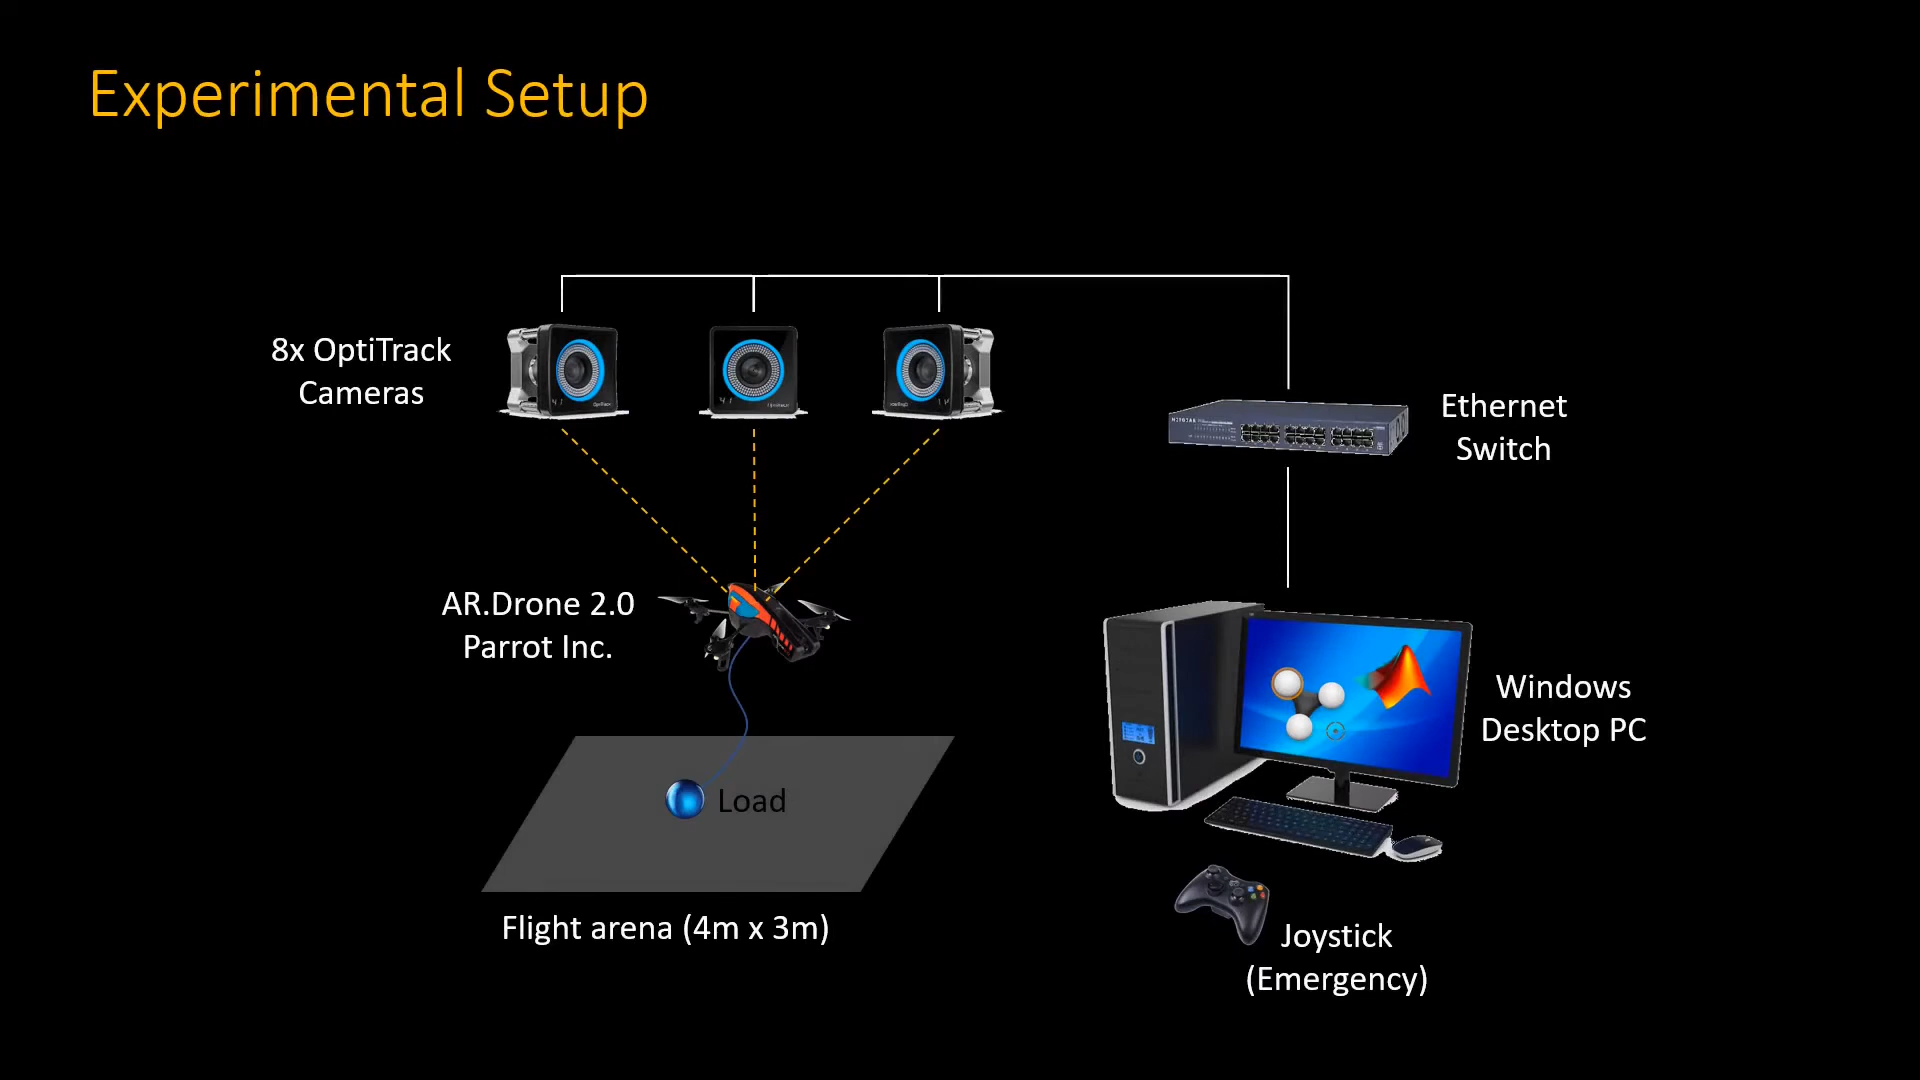 Experimental Setup
8x OptiTrack
Cameras
Ethernet
Switch
AR.Drone 2.0
Parrot Inc.
Windows
Desktop PC
Load
Flight arena (4m x 3m)
Joystick
(Emergency)